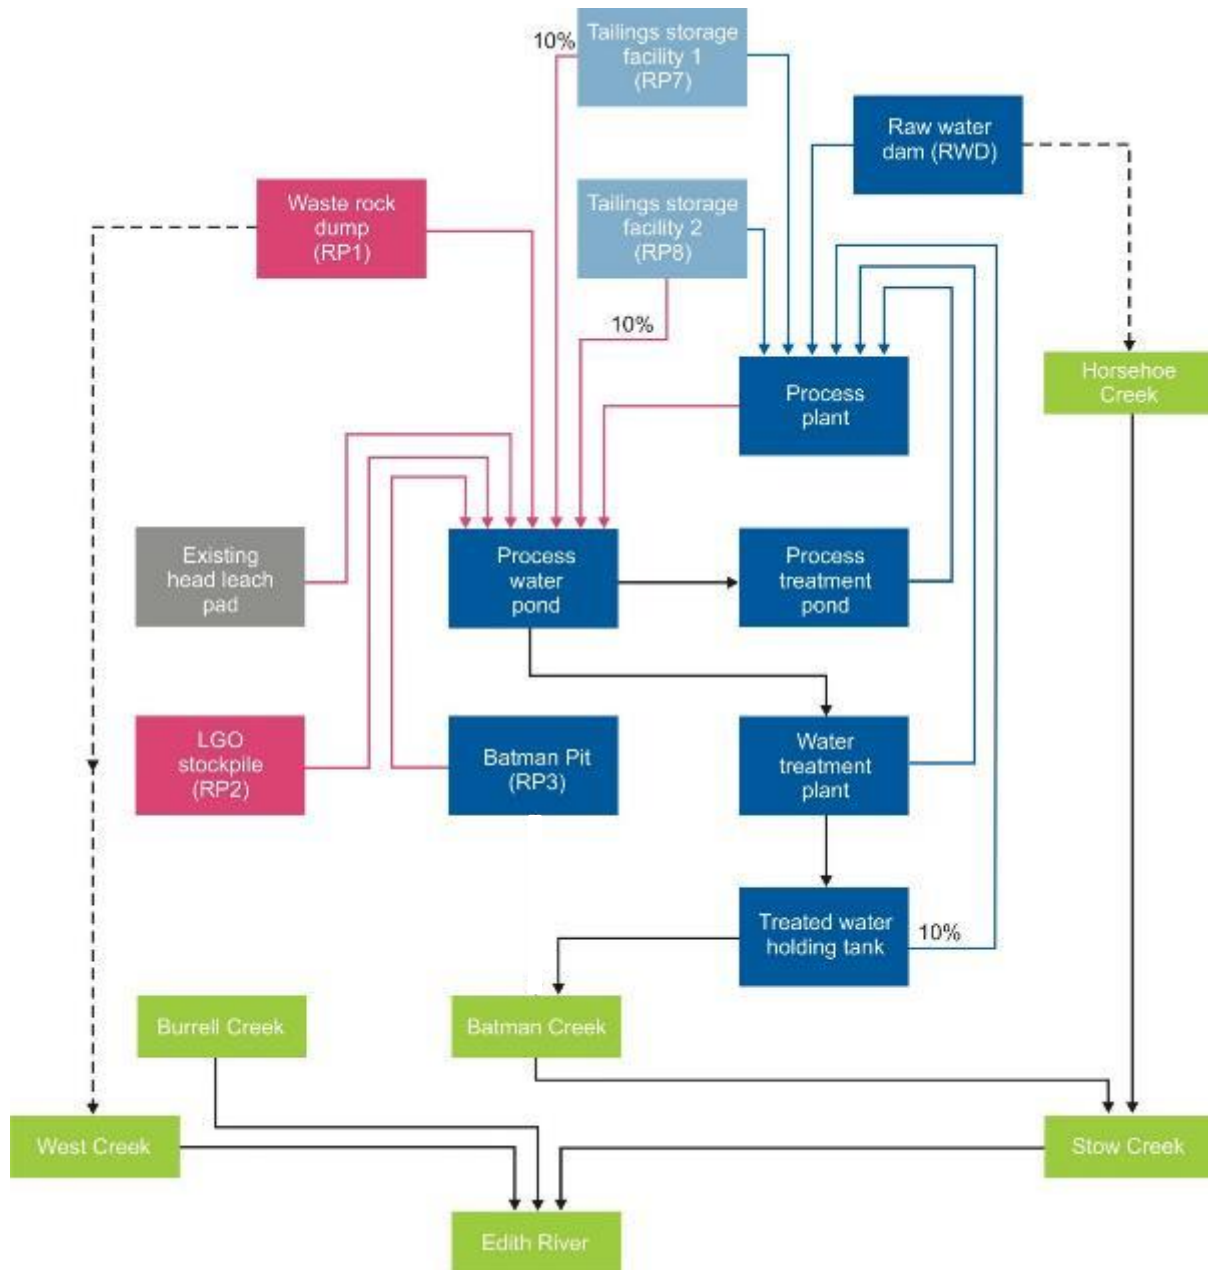 10%
Tailings storage
facility 1
(RP7)
Raw water
dam (RWD)
Waste rock
dump
(RP1)
Tailings storage
facility 2
(RP8)
10%
Process
plant
Horsehoe
Creek
Existing
head leach
pad
Process
water
pond
Process
treatment
pond
LGO
stockpile
(RP2)
Batman Pit
(RP3)
Water
treatment
plant
Treated water
holding tank
10%
Burrell Creek
Batman Creek
West Creek
Stow Creek
Edith River